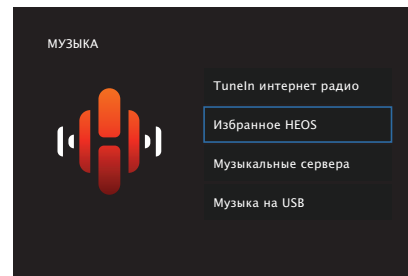 МУЗЫКА
TuneIn интернет радио
Избранное HEOS
Музыкальные сервера
Музыка на USB